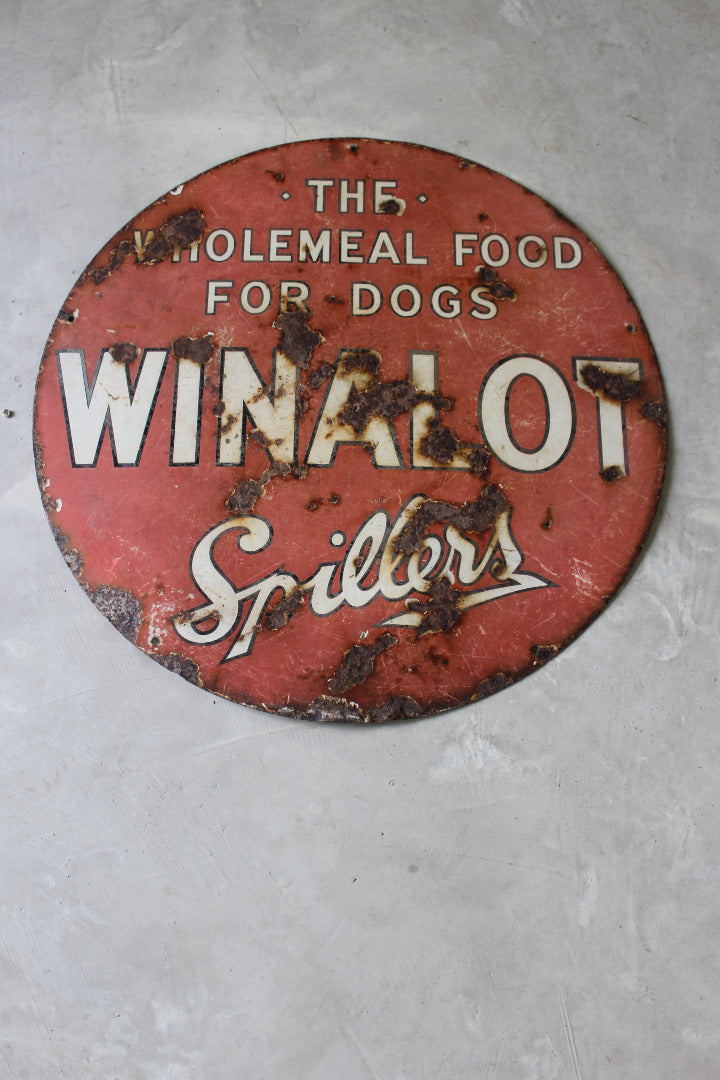 · THE ·
WHOLEMEAL FOOD
FOR DOGS
WINALOT
Spillers